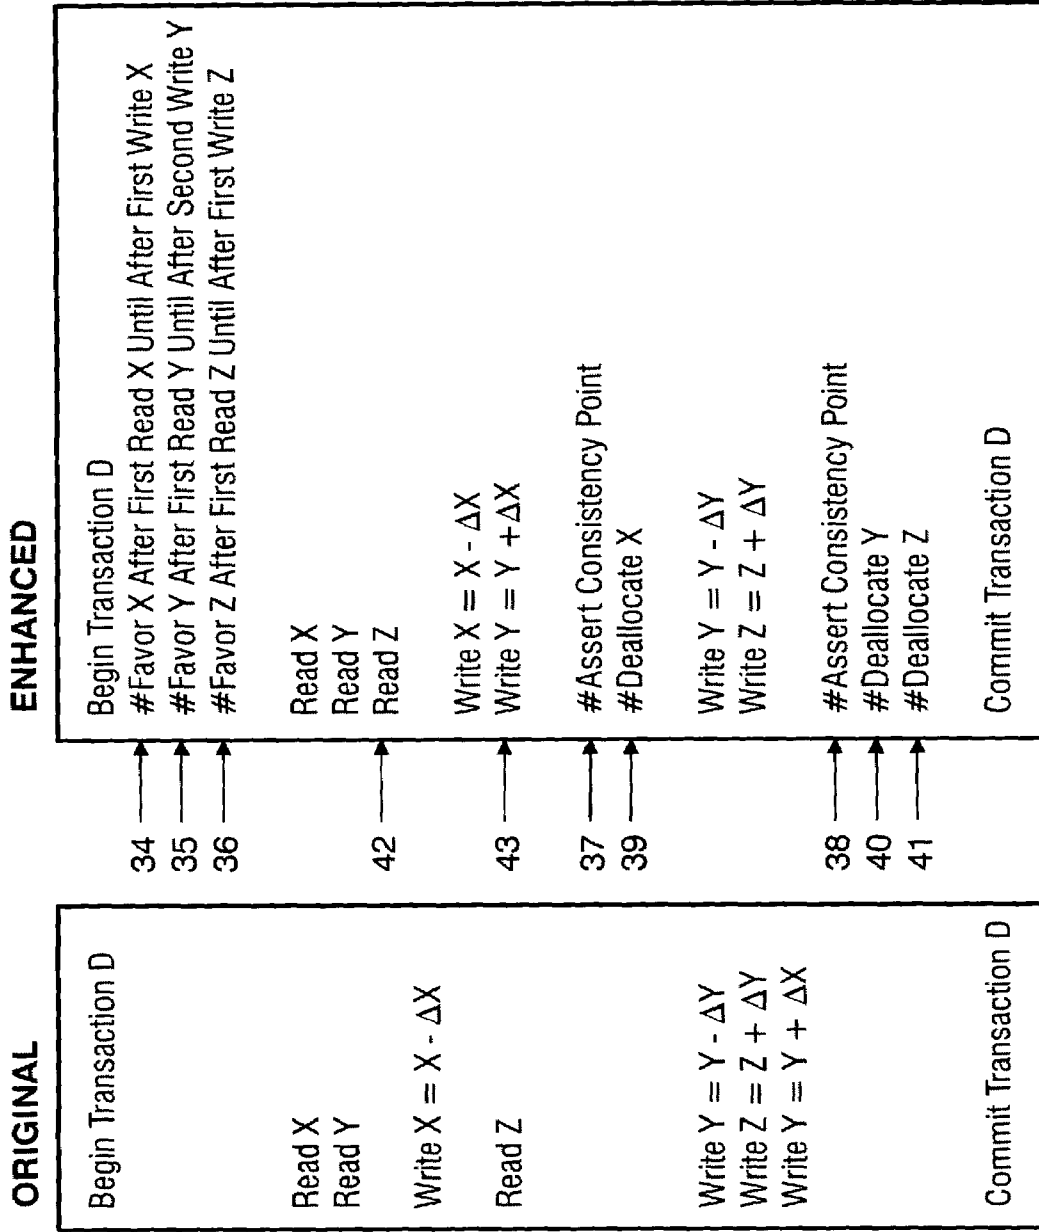 ORIGINAL
Begin Transaction D
Read X
Read Y
Write X = X - ΔX
Read Z
Write Y = Y - ΔY
Write Z = Z + ΔY
Write Y = Y + ΔX
Commit Transaction D
34
35
36
42
43
37
39
38
40
41
ENHANCED
Begin Transaction D
#Favor X After First Read X Until After First Write X
#Favor Y After First Read Y Until After Second Write Y
#Favor Z After First Read Z Until After First Write Z
Read X
Read Y
Read Z
Write X = X - ΔX
Write Y = Y +ΔX
#Assert Consistency Point
#Deallocate X
Write Y = Y - ΔY
Write Z = Z + ΔY
#Assert Consistency Point
#Deallocate Y
#Deallocate Z
Commit Transaction D